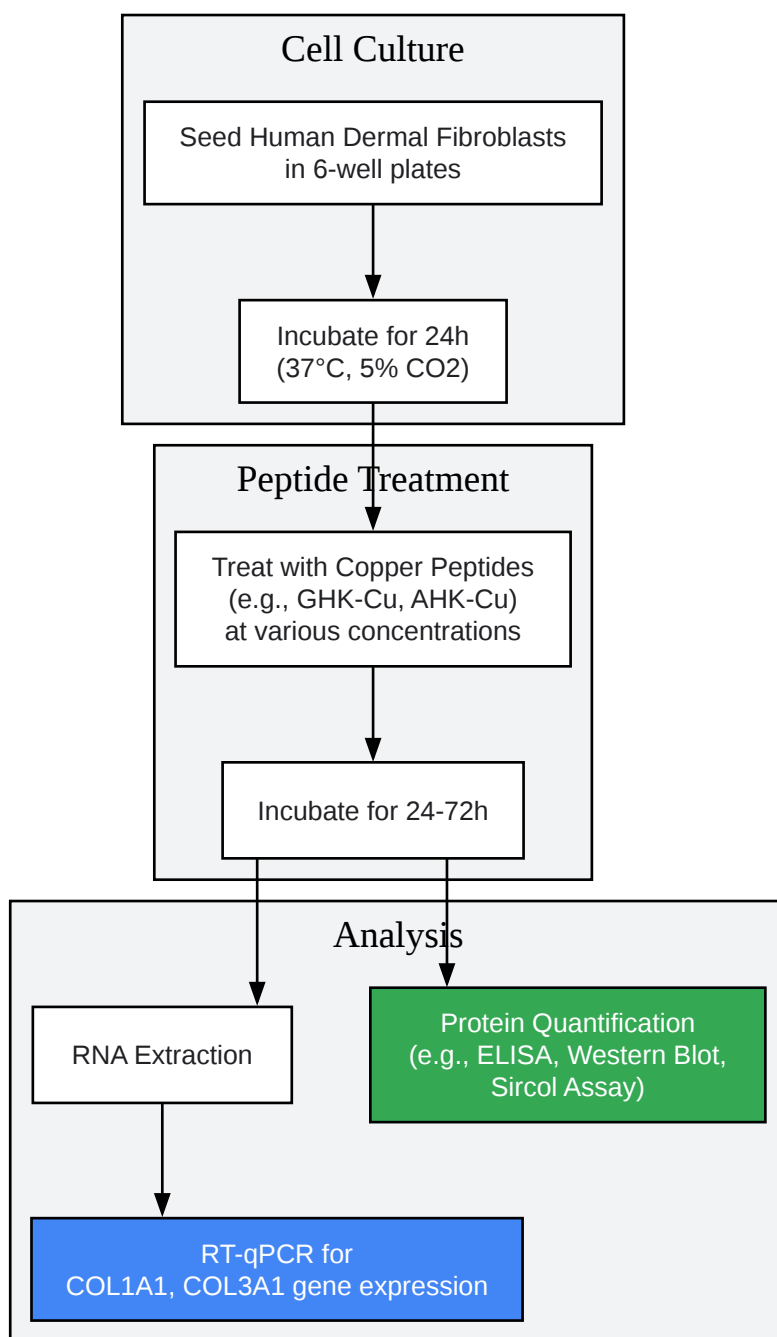 Cell Culture
Seed Human Dermal Fibroblasts
in 6-well plates
Incubate for 24h
(37°C, 5% CO2)
Peptide Treatment
Treat with Copper Peptides
(e.g., GHK-Cu, AHK-Cu)
at various concentrations
Incubate for 24-72h
Analysis
RNA Extraction
Protein Quantification
(e.g., ELISA, Western Blot,
Sircol Assay)
RT-qPCR for
COL1A1, COL3A1 gene expression